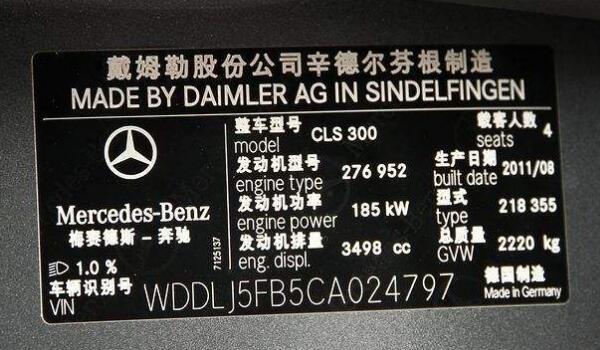 戴姆勒股份公司辛德尔芬根制造
MADE BY DAIMLER AG IN SINDELFINGEN
Mercedes-Benz
梅赛德斯 - 奔驰
1.0 %
7125137
整车型号 model CLS 300
载客人数 seats 4
发动机型号 engine type 276 952
生产日期 built date 2011/08
发动机功率 engine power 185 kW
型式 type 218 355
发动机排量 eng. displ. 3498 cc
总质量 GVW 2220 kg
车辆识别号
VIN WDDLJ5FB5CA024797
德国制造
Made in Germany